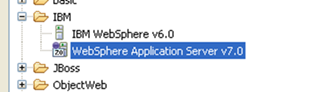 Basic
IBM
IBM WebSphere v6.0
WebSphere Application Server v7.0
JBoss
ObjectWeb